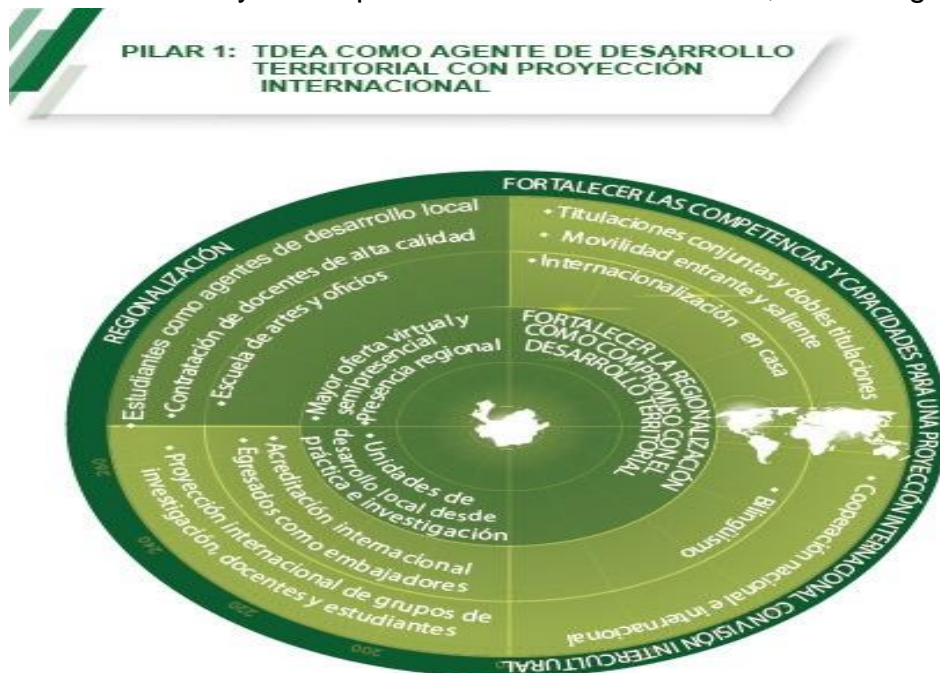 PILAR 1: TDEA COMO AGENTE DE DESARROLLO
TERRITORIAL CON PROYECCIÓN
INTERNACIONAL
REGIONALIZACIÓN
• Estudiantes como agentes de desarrollo local
• Contratación de docentes de alta calidad
• Escuela de artes y oficios
• Mayor oferta virtual y
semipresencial
• Presencia regional
• Unidades de
desarrollo local desde
práctica e investigación
FORTALECER LA REGIONALIZACIÓN
COMO COMPROMISO CON EL
DESARROLLO TERRITORIAL
FORTALECER LAS COMPETENCIAS Y CAPACIDADES PARA UNA PROYECCIÓN INTERNACIONAL CON VISIÓN INTERCULTURAL
• Titulaciones conjuntas y dobles titulaciones
• Movilidad entrante y saliente
• Internacionalización en casa
• Bilingüismo
• Cooperación nacional e internacional
• Acreditación internacional
• Egresados como embajadores
• Proyección internacional de grupos de
investigación, docentes y estudiantes
260
240
220
200